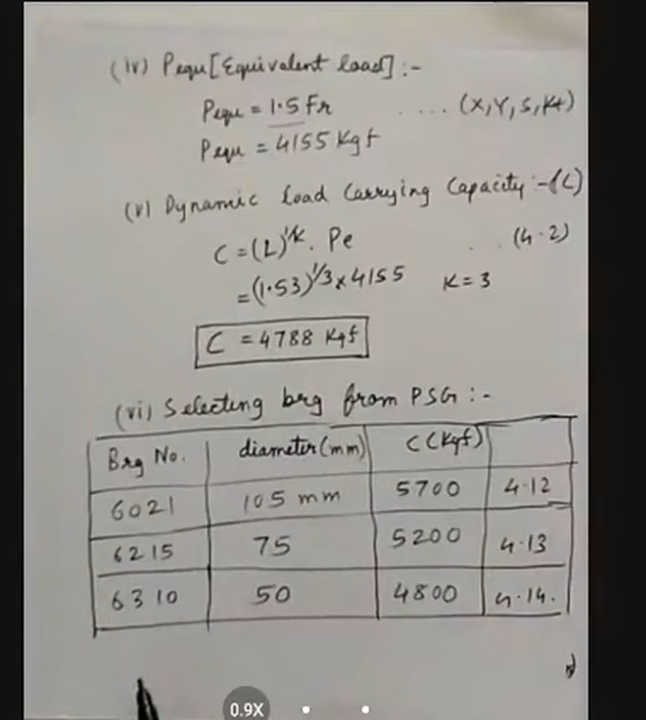 (iv) Pequ [Equivalent load] :-
Pequ = 1.5 Fr .... (X, Y, S, Kt)
Pequ = 4155 Kgf
(v) Dynamic load Carrying Capacity :- (C)
C = (L)^1/K . Pe .. (4.2)
= (1.53)^1/3 x 4155 K = 3
C = 4788 Kgf
(vi) Selecting brg from PSG :-
Brg No. diameter (mm) C (Kgf)
6021 105 mm 5700 4.12
6215 75 5200 4.13
6310 50 4800 4.14.
0.9X